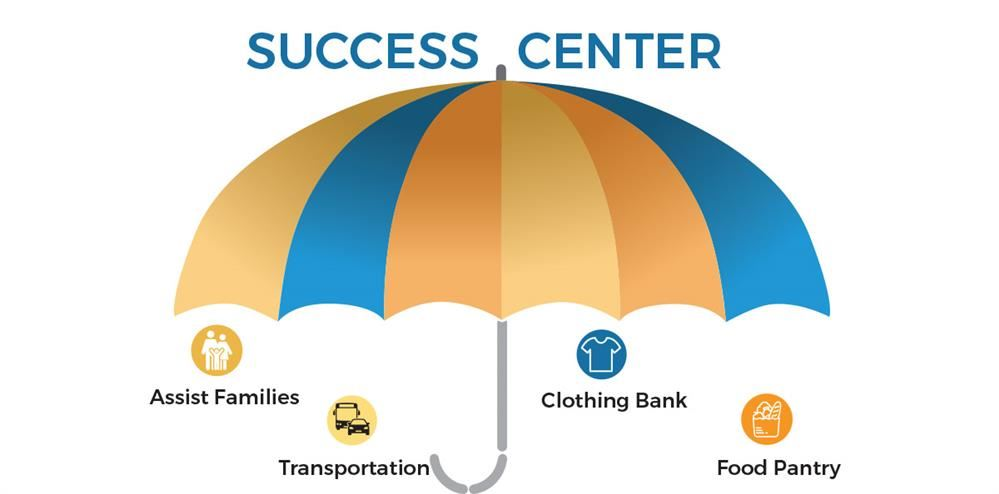 SUCCESS CENTER
Assist Families
Clothing Bank
Transportation
Food Pantry